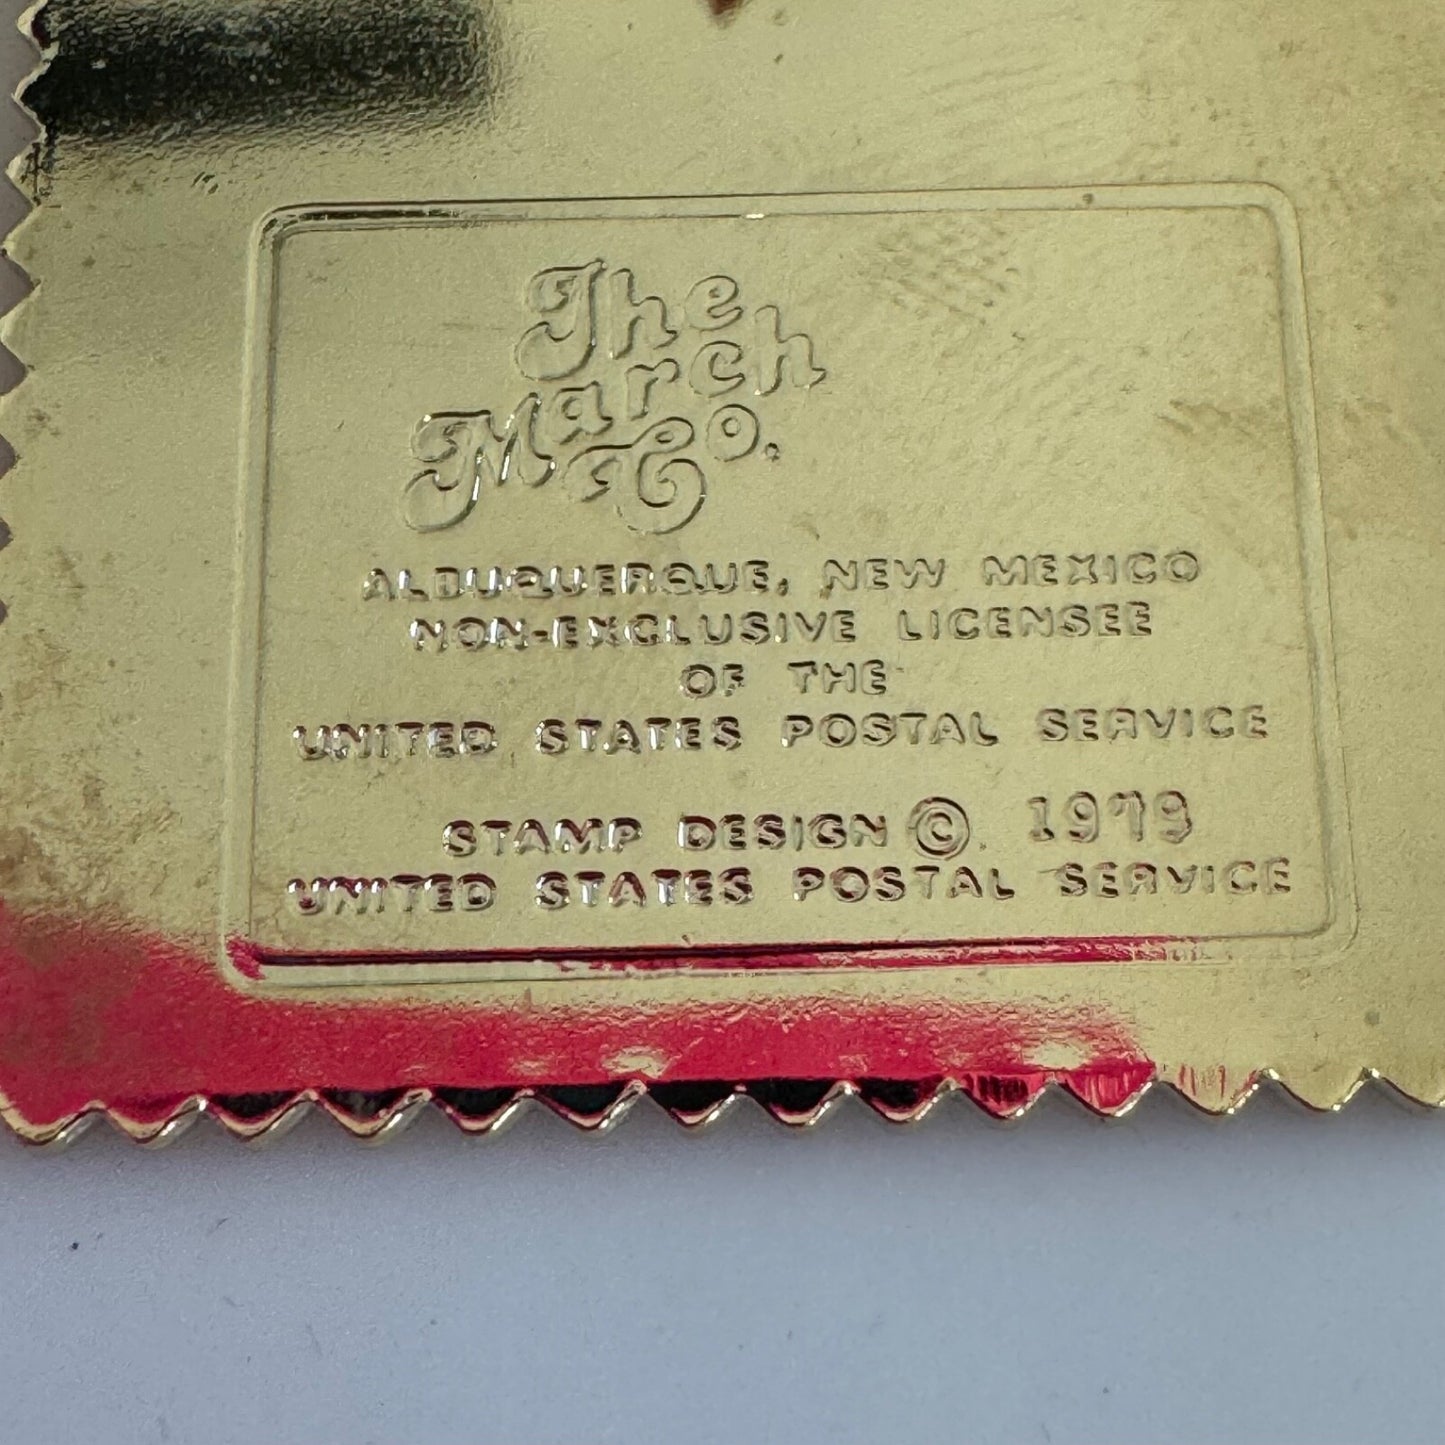 The
March
Co.
ALBUQUERQUE, NEW MEXICO
NON-EXCLUSIVE LICENSEE
OF THE
UNITED STATES POSTAL SERVICE
STAMP DESIGN © 1979
UNITED STATES POSTAL SERVICE